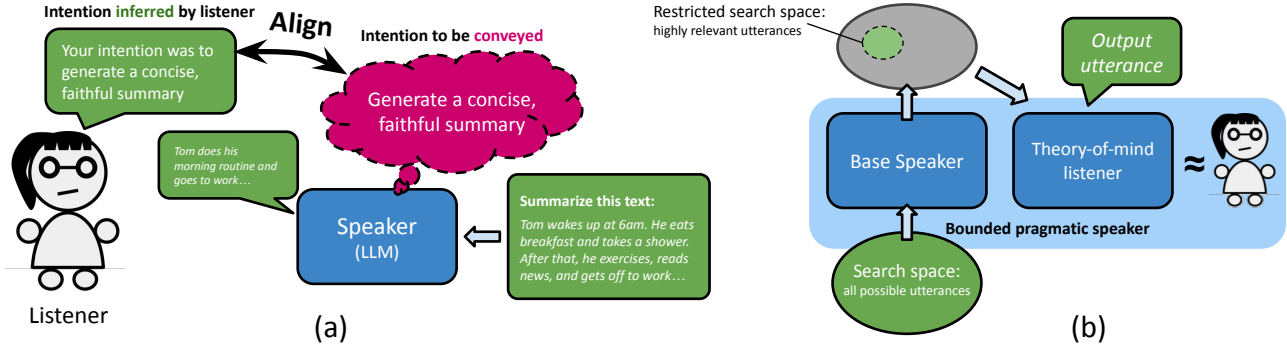 Intention inferred by listener
Align
Your intention was to
generate a concise,
faithful summary
Intention to be conveyed
Generate a concise,
faithful summary
Tom does his
morning routine and
goes to work...
Speaker
(LLM)
Summarize this text:
Tom wakes up at 6am. He eats
breakfast and takes a shower.
After that, he exercises, reads
news, and gets off to work...
Listener
(a)
Restricted search space:
highly relevant utterances
Output
utterance
Base Speaker
Theory-of-mind
listener
≈
Bounded pragmatic speaker
Search space:
all possible utterances
(b)